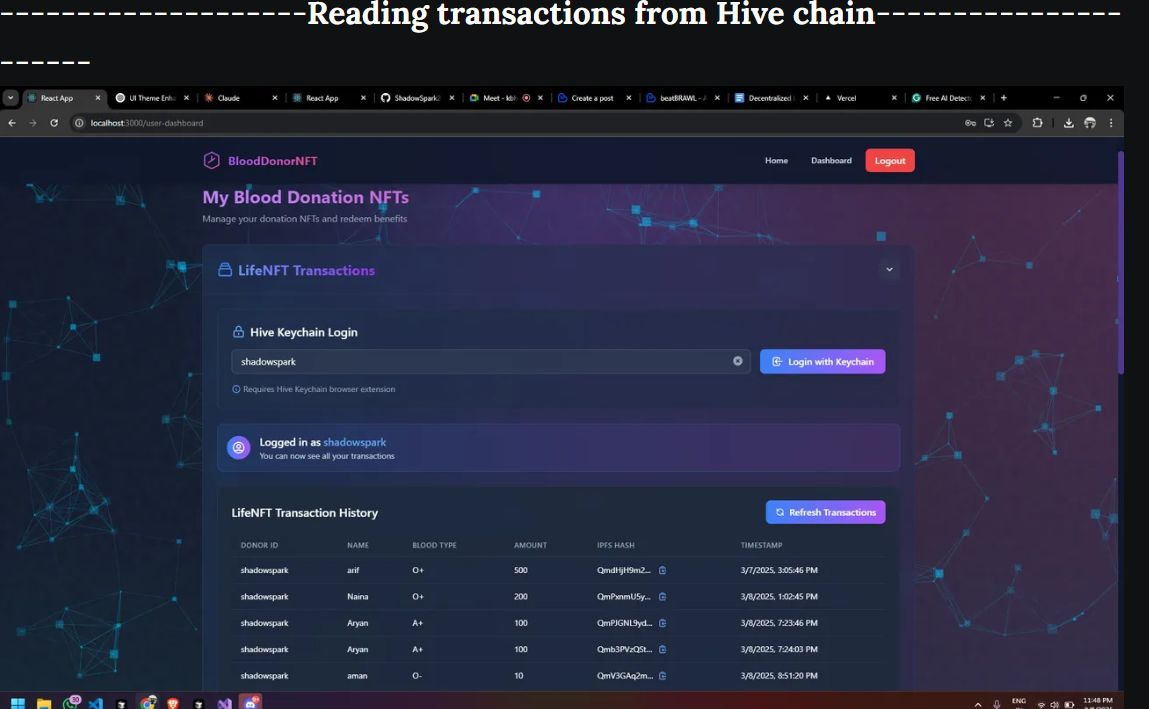 --------------------Reading transactions from Hive chain----------------
------
React App
UI Theme Enha
Claude
React App
ShadowSpark2
Meet - kbh
Create a post
beatBRAWL - A
Decentralized
Vercel
Free AI Detect
localhost:3000/user-dashboard
BloodDonorNFT
Home Dashboard Logout
My Blood Donation NFTs
Manage your donation NFTs and redeem benefits
LifeNFT Transactions
Hive Keychain Login
shadowspark
Login with Keychain
Requires Hive Keychain browser extension
Logged in as shadowspark
You can now see all your transactions
LifeNFT Transaction History
Refresh Transactions
DONOR ID NAME BLOOD TYPE AMOUNT IPFS HASH TIMESTAMP
shadowspark arif O+ 500 QmdHjH9m2... 3/7/2025, 3:05:46 PM
shadowspark Naina O+ 200 QmPxnmU5y... 3/8/2025, 1:02:45 PM
shadowspark Aryan A+ 100 QmPJGNL9yd... 3/8/2025, 7:23:46 PM
shadowspark Aryan A+ 100 Qmb3PVzQSt... 3/8/2025, 7:24:03 PM
shadowspark aman O- 10 QmV3GAq2m... 3/8/2025, 8:51:20 PM
30
ENG
11:48 PM